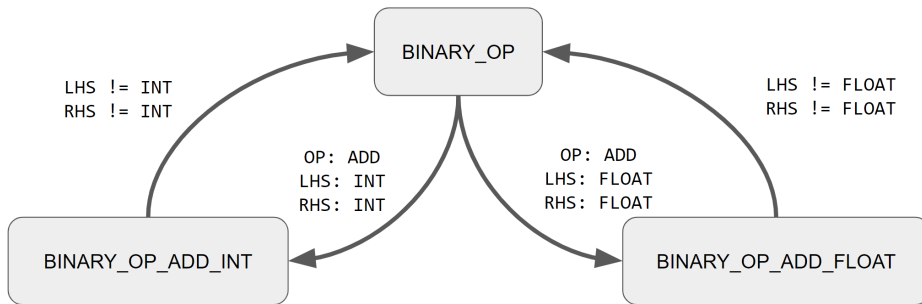 BINARY_OP
LHS != INT
RHS != INT
LHS != FLOAT
RHS != FLOAT
OP: ADD
LHS: INT
RHS: INT
OP: ADD
LHS: FLOAT
RHS: FLOAT
BINARY_OP_ADD_INT
BINARY_OP_ADD_FLOAT